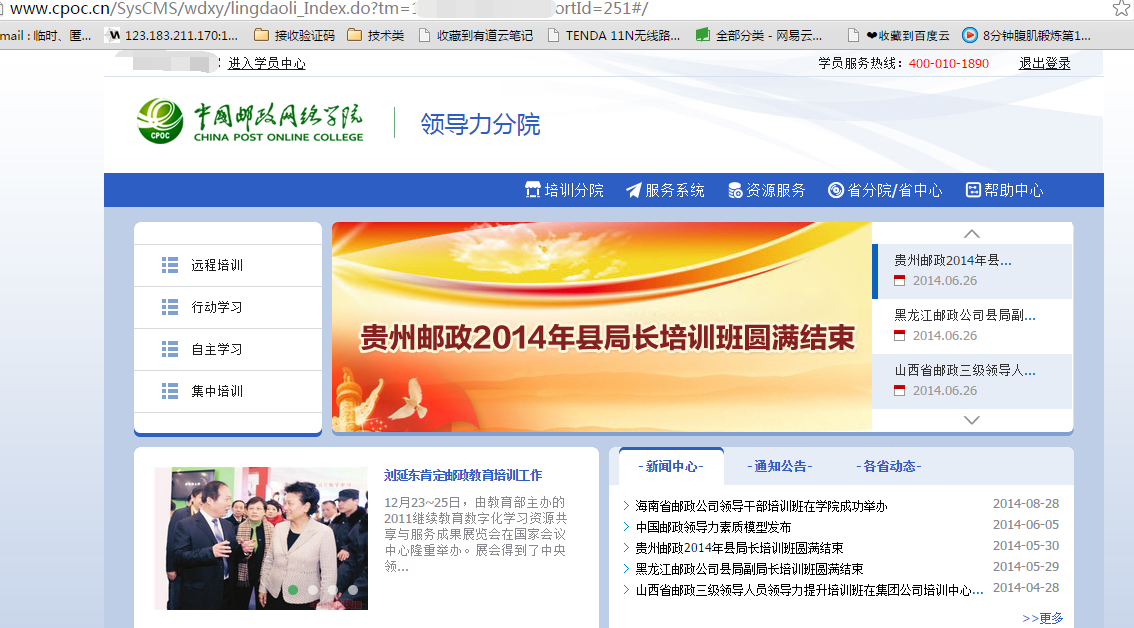 www.cpoc.cn/SysCMS/wdxy/lingdaoli_Index.do?tm=1
ortId=251#/
mail : 临时、匿...
W 123.183.211.170:1...
接收验证码
技术类
收藏到有道云笔记
TENDA 11N无线路...
全部分类 - 网易云...
❤收藏到百度云
8分钟腹肌锻炼第1...
: 进入学员中心
学员服务热线：400-010-1890
退出登录
CPOC
中国邮政网络学院
CHINA POST ONLINE COLLEGE
领导力分院
培训分院
服务系统
资源服务
省分院/省中心
帮助中心
远程培训
行动学习
自主学习
集中培训
贵州邮政2014年县局长培训班圆满结束
贵州邮政2014年县...
2014.06.26
黑龙江邮政公司县局副...
2014.06.26
山西省邮政三级领导人...
2014.06.26
刘延东肯定邮政教育培训工作
12月23~25日，由教育部主办的
2011继续教育数字化学习资源共
享与服务成果展览会在国家会议
中心隆重举办。展会得到了中央
领...
-新闻中心-
-通知公告-
-各省动态-
海南省邮政公司领导干部培训班在学院成功举办 2014-08-28
中国邮政领导力素质模型发布 2014-06-05
贵州邮政2014年县局长培训班圆满结束 2014-05-30
黑龙江邮政公司县局副局长培训班圆满结束 2014-05-29
山西省邮政三级领导人员领导力提升培训班在集团公司培训中心... 2014-04-28
>>更多